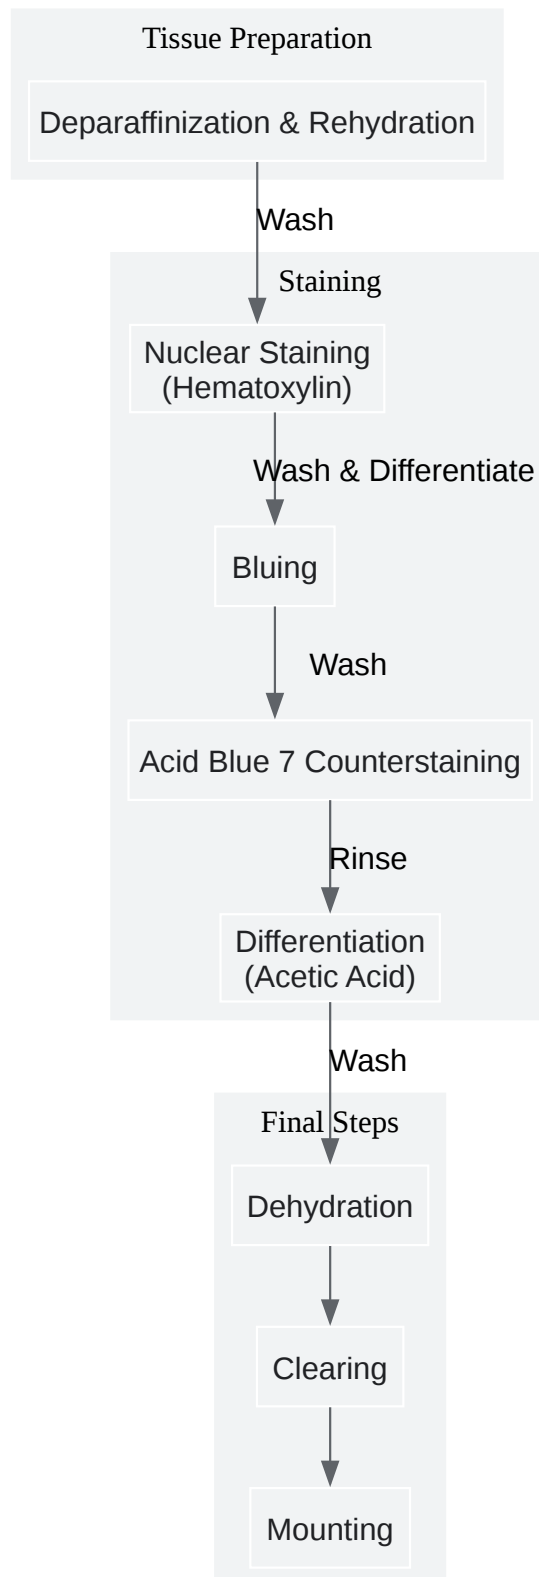 Tissue Preparation
Deparaffinization & Rehydration
Wash
Staining
Nuclear Staining
(Hematoxylin)
Wash & Differentiate
Bluing
Wash
Acid Blue 7 Counterstaining
Rinse
Differentiation
(Acetic Acid)
Wash
Final Steps
Dehydration
Clearing
Mounting